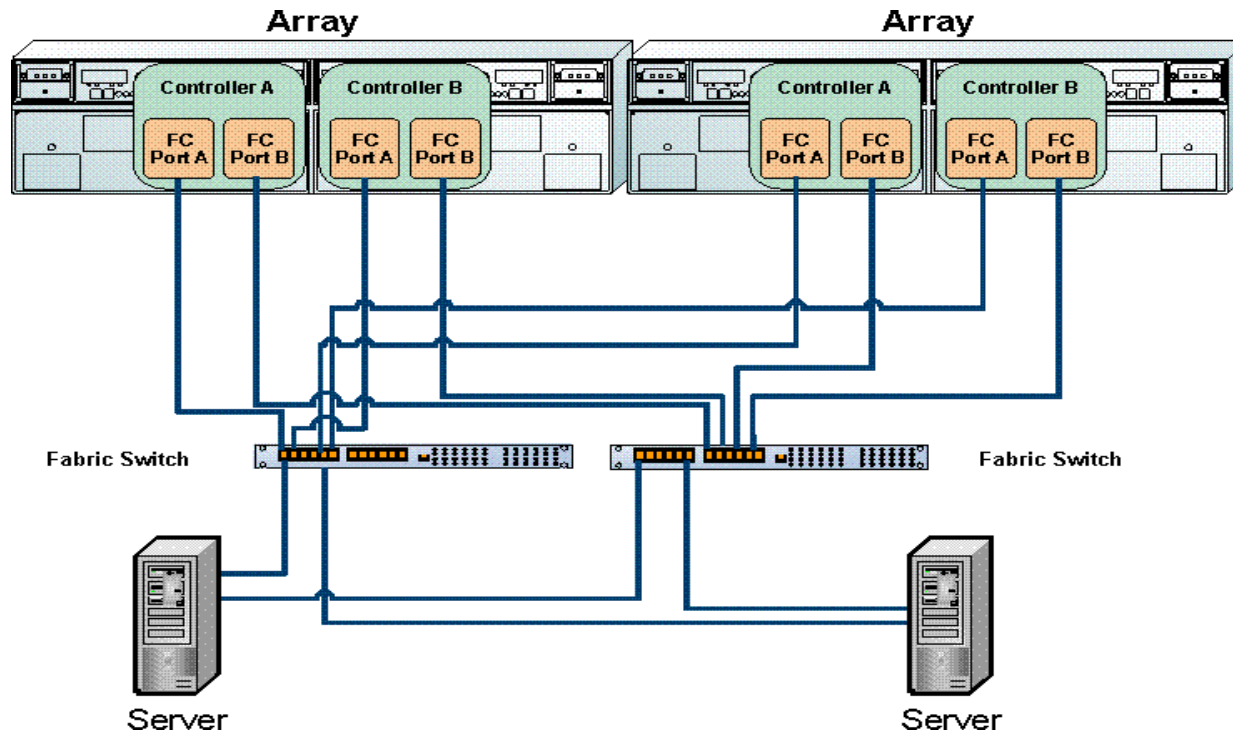 Array
Array
Controller A
Controller B
Controller A
Controller B
FC
Port A
FC
Port B
FC
Port A
FC
Port B
FC
Port A
FC
Port B
FC
Port A
FC
Port B
Fabric Switch
Fabric Switch
Server
Server